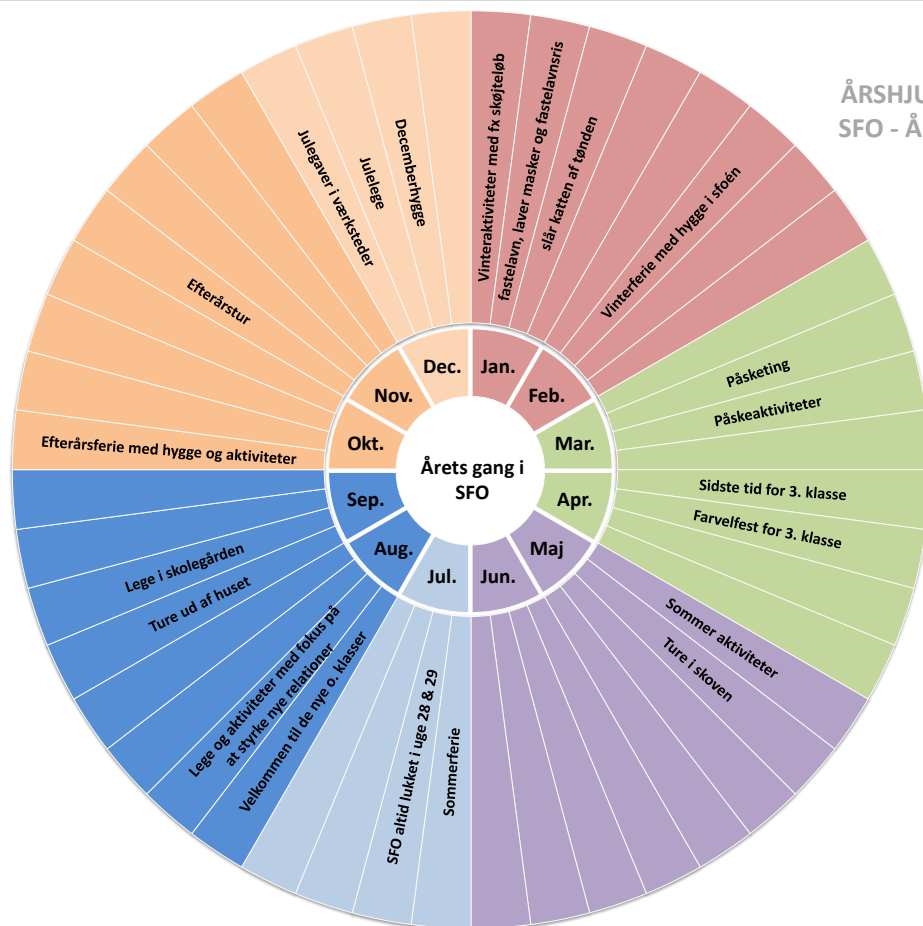 ÅRSHJU
SFO - Å
Vinteraktiviteter med fx skøjteløb
fastelavn, laver masker og fastelavnsris
slår katten af tønden
Vinterferie med hygge i sfoén
Påsketing
Påskeaktiviteter
Sidste tid for 3. klasse
Farvelfest for 3. klasse
Sommer aktiviteter
Ture i skoven
Sommerferie
SFO altid lukket i uge 28 & 29
Velkommen til de nye o. klasser
Lege og aktiviteter med fokus på
at styrke nye relationer
Ture ud af huset
Lege i skolegården
Efterårsferie med hygge og aktiviteter
Efterårstur
Julegaver i værksteder
Julelege
Decemberhygge
Jan.
Feb.
Mar.
Apr.
Maj
Jun.
Jul.
Aug.
Sep.
Okt.
Nov.
Dec.
Årets gang i
SFO